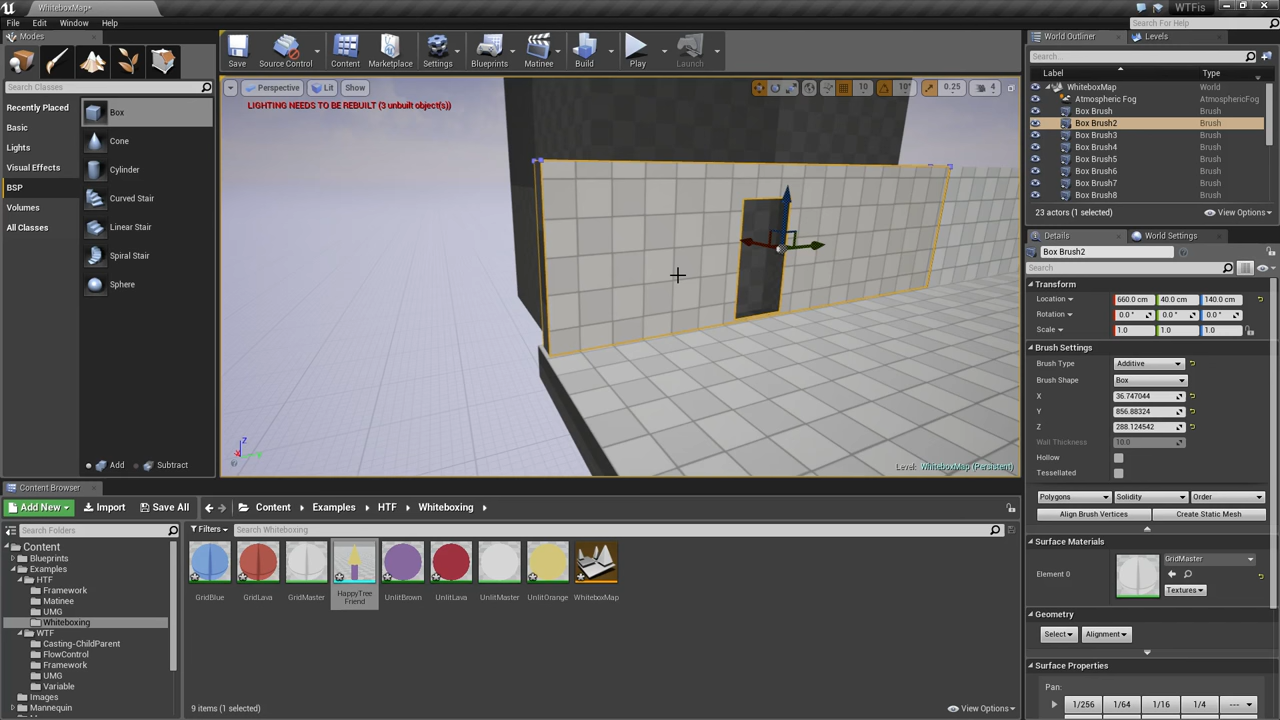 WhiteboxMap*
WTFis
File Edit Window Help
Search For Help
Modes
Search Classes
Recently Placed
Basic
Lights
Visual Effects
BSP
Volumes
All Classes
Box
Cone
Cylinder
Curved Stair
Linear Stair
Spiral Stair
Sphere
Add Subtract
Save Source Control Content Marketplace Settings Blueprints Matinee Build Play Launch
Perspective Lit Show
10 10° 0.25 4
LIGHTING NEEDS TO BE REBUILT (3 unbuilt object(s))
Z
Level: WhiteboxMap (Persistent)
World Outliner Levels
Search...
Label Type
WhiteboxMap World
Atmospheric Fog AtmosphericFog
Box Brush Brush
Box Brush2 Brush
Box Brush3 Brush
Box Brush4 Brush
Box Brush5 Brush
Box Brush6 Brush
Box Brush7 Brush
Box Brush8 Brush
23 actors (1 selected) View Options
Details World Settings
Box Brush2
Search
Transform
Location 660.0 cm 40.0 cm 140.0 cm
Rotation 0.0 ° 0.0 ° 0.0 °
Scale 1.0 1.0 1.0
Brush Settings
Brush Type Additive
Brush Shape Box
X 36.747044
Y 856.88324
Z 288.124542
Wall Thickness 10.0
Hollow
Tessellated
Polygons Solidity Order
Align Brush Vertices Create Static Mesh
Surface Materials
Element 0 GridMaster
Textures
Geometry
Select Alignment
Surface Properties
Pan:
1/256 1/64 1/16 1/4 ---
Content Browser
Add New Import Save All Content Examples HTF Whiteboxing
Search Folders
Filters Search Whiteboxing
Content
Blueprints
Examples
HTF
Framework
Matinee
UMG
Whiteboxing
WTF
Casting-ChildParent
FlowControl
Framework
UMG
Variable
Images
Mannequin
GridBlue GridLava GridMaster HappyTree Friend UnlitBrown UnlitLava UnlitMaster UnlitOrange WhiteboxMap
9 items (1 selected) View Options